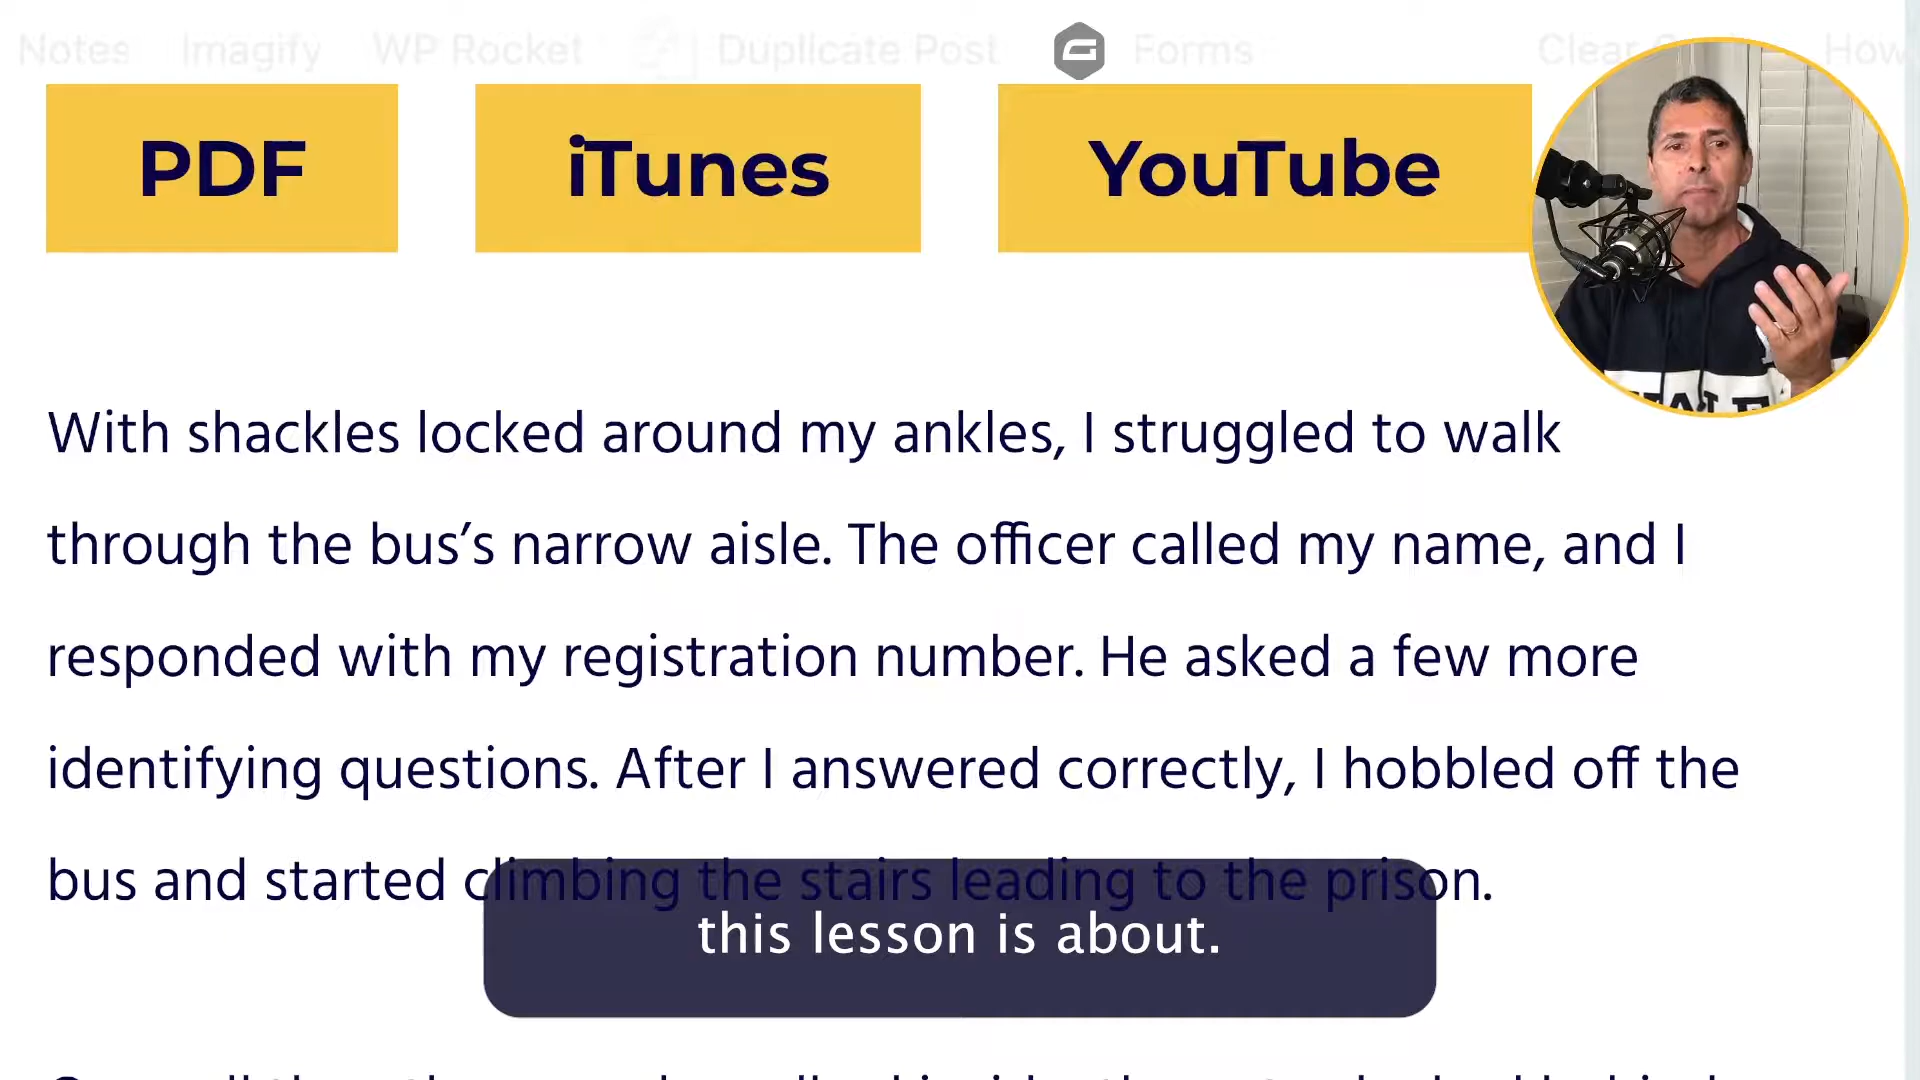 Notes Imagify WP Rocket Duplicate Post Forms Clear How
PDF iTunes YouTube
With shackles locked around my ankles, I struggled to walk
through the bus’s narrow aisle. The officer called my name, and I
responded with my registration number. He asked a few more
identifying questions. After I answered correctly, I hobbled off the
bus and started climbing the stairs leading to the prison.
this lesson is about.